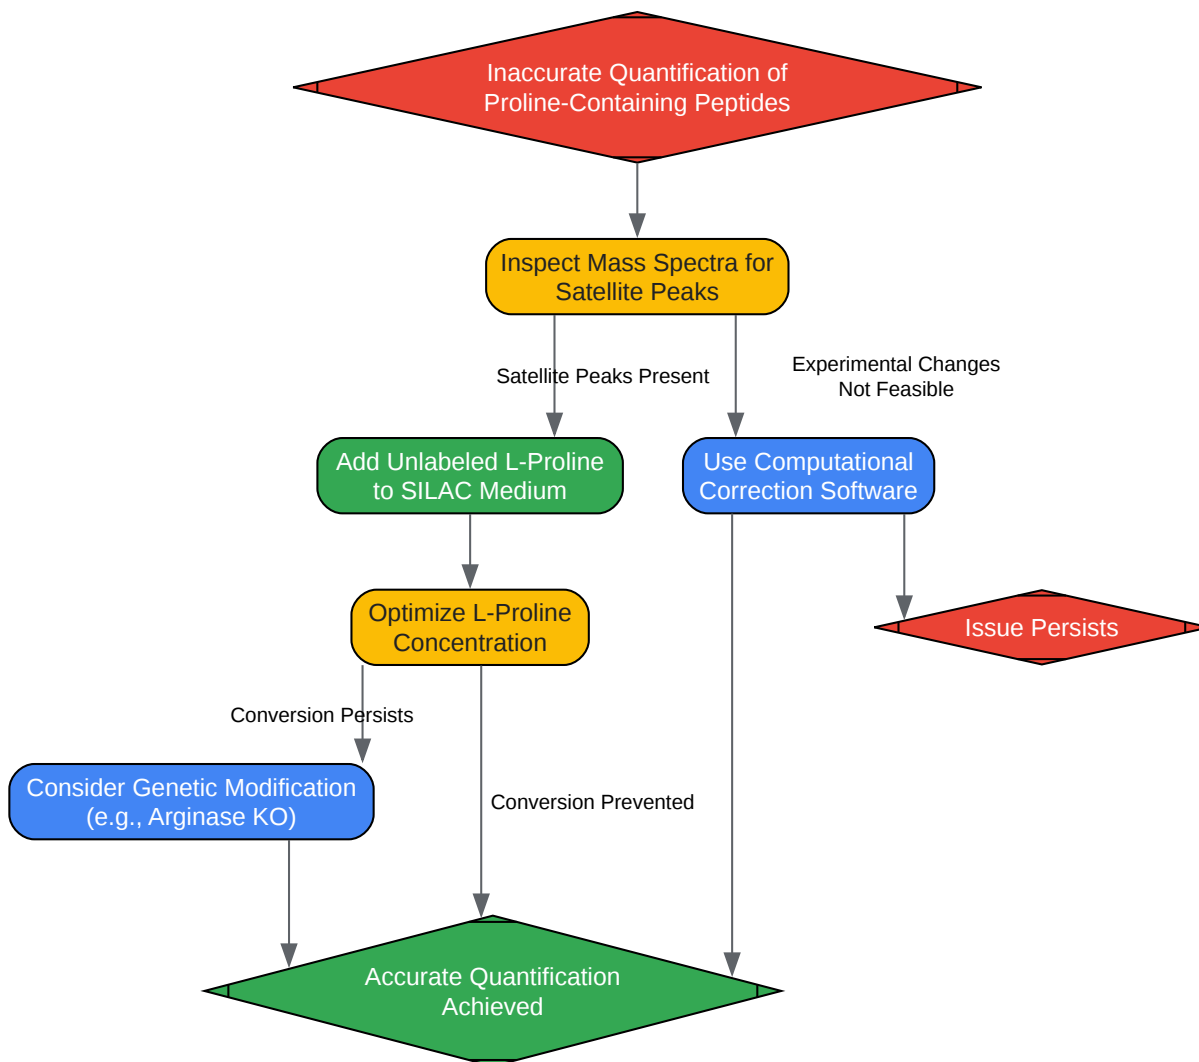 Inaccurate Quantification of
Proline-Containing Peptides
Inspect Mass Spectra for
Satellite Peaks
Satellite Peaks Present
Experimental Changes
Not Feasible
Add Unlabeled L-Proline
to SILAC Medium
Use Computational
Correction Software
Optimize L-Proline
Concentration
Issue Persists
Conversion Persists
Consider Genetic Modification
(e.g., Arginase KO)
Conversion Prevented
Accurate Quantification
Achieved